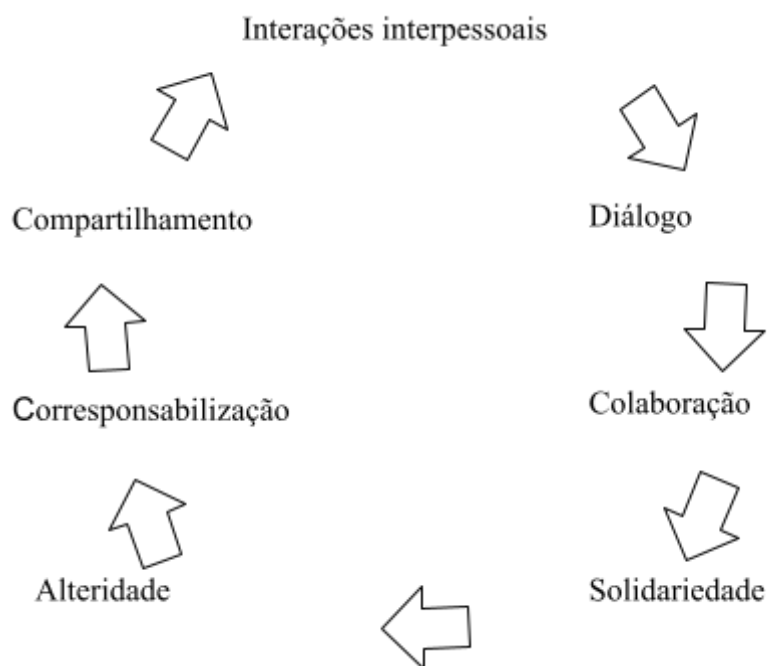 Interações interpessoais
Compartilhamento
Diálogo
Corresponsabilização
Colaboração
Alteridade
Solidariedade